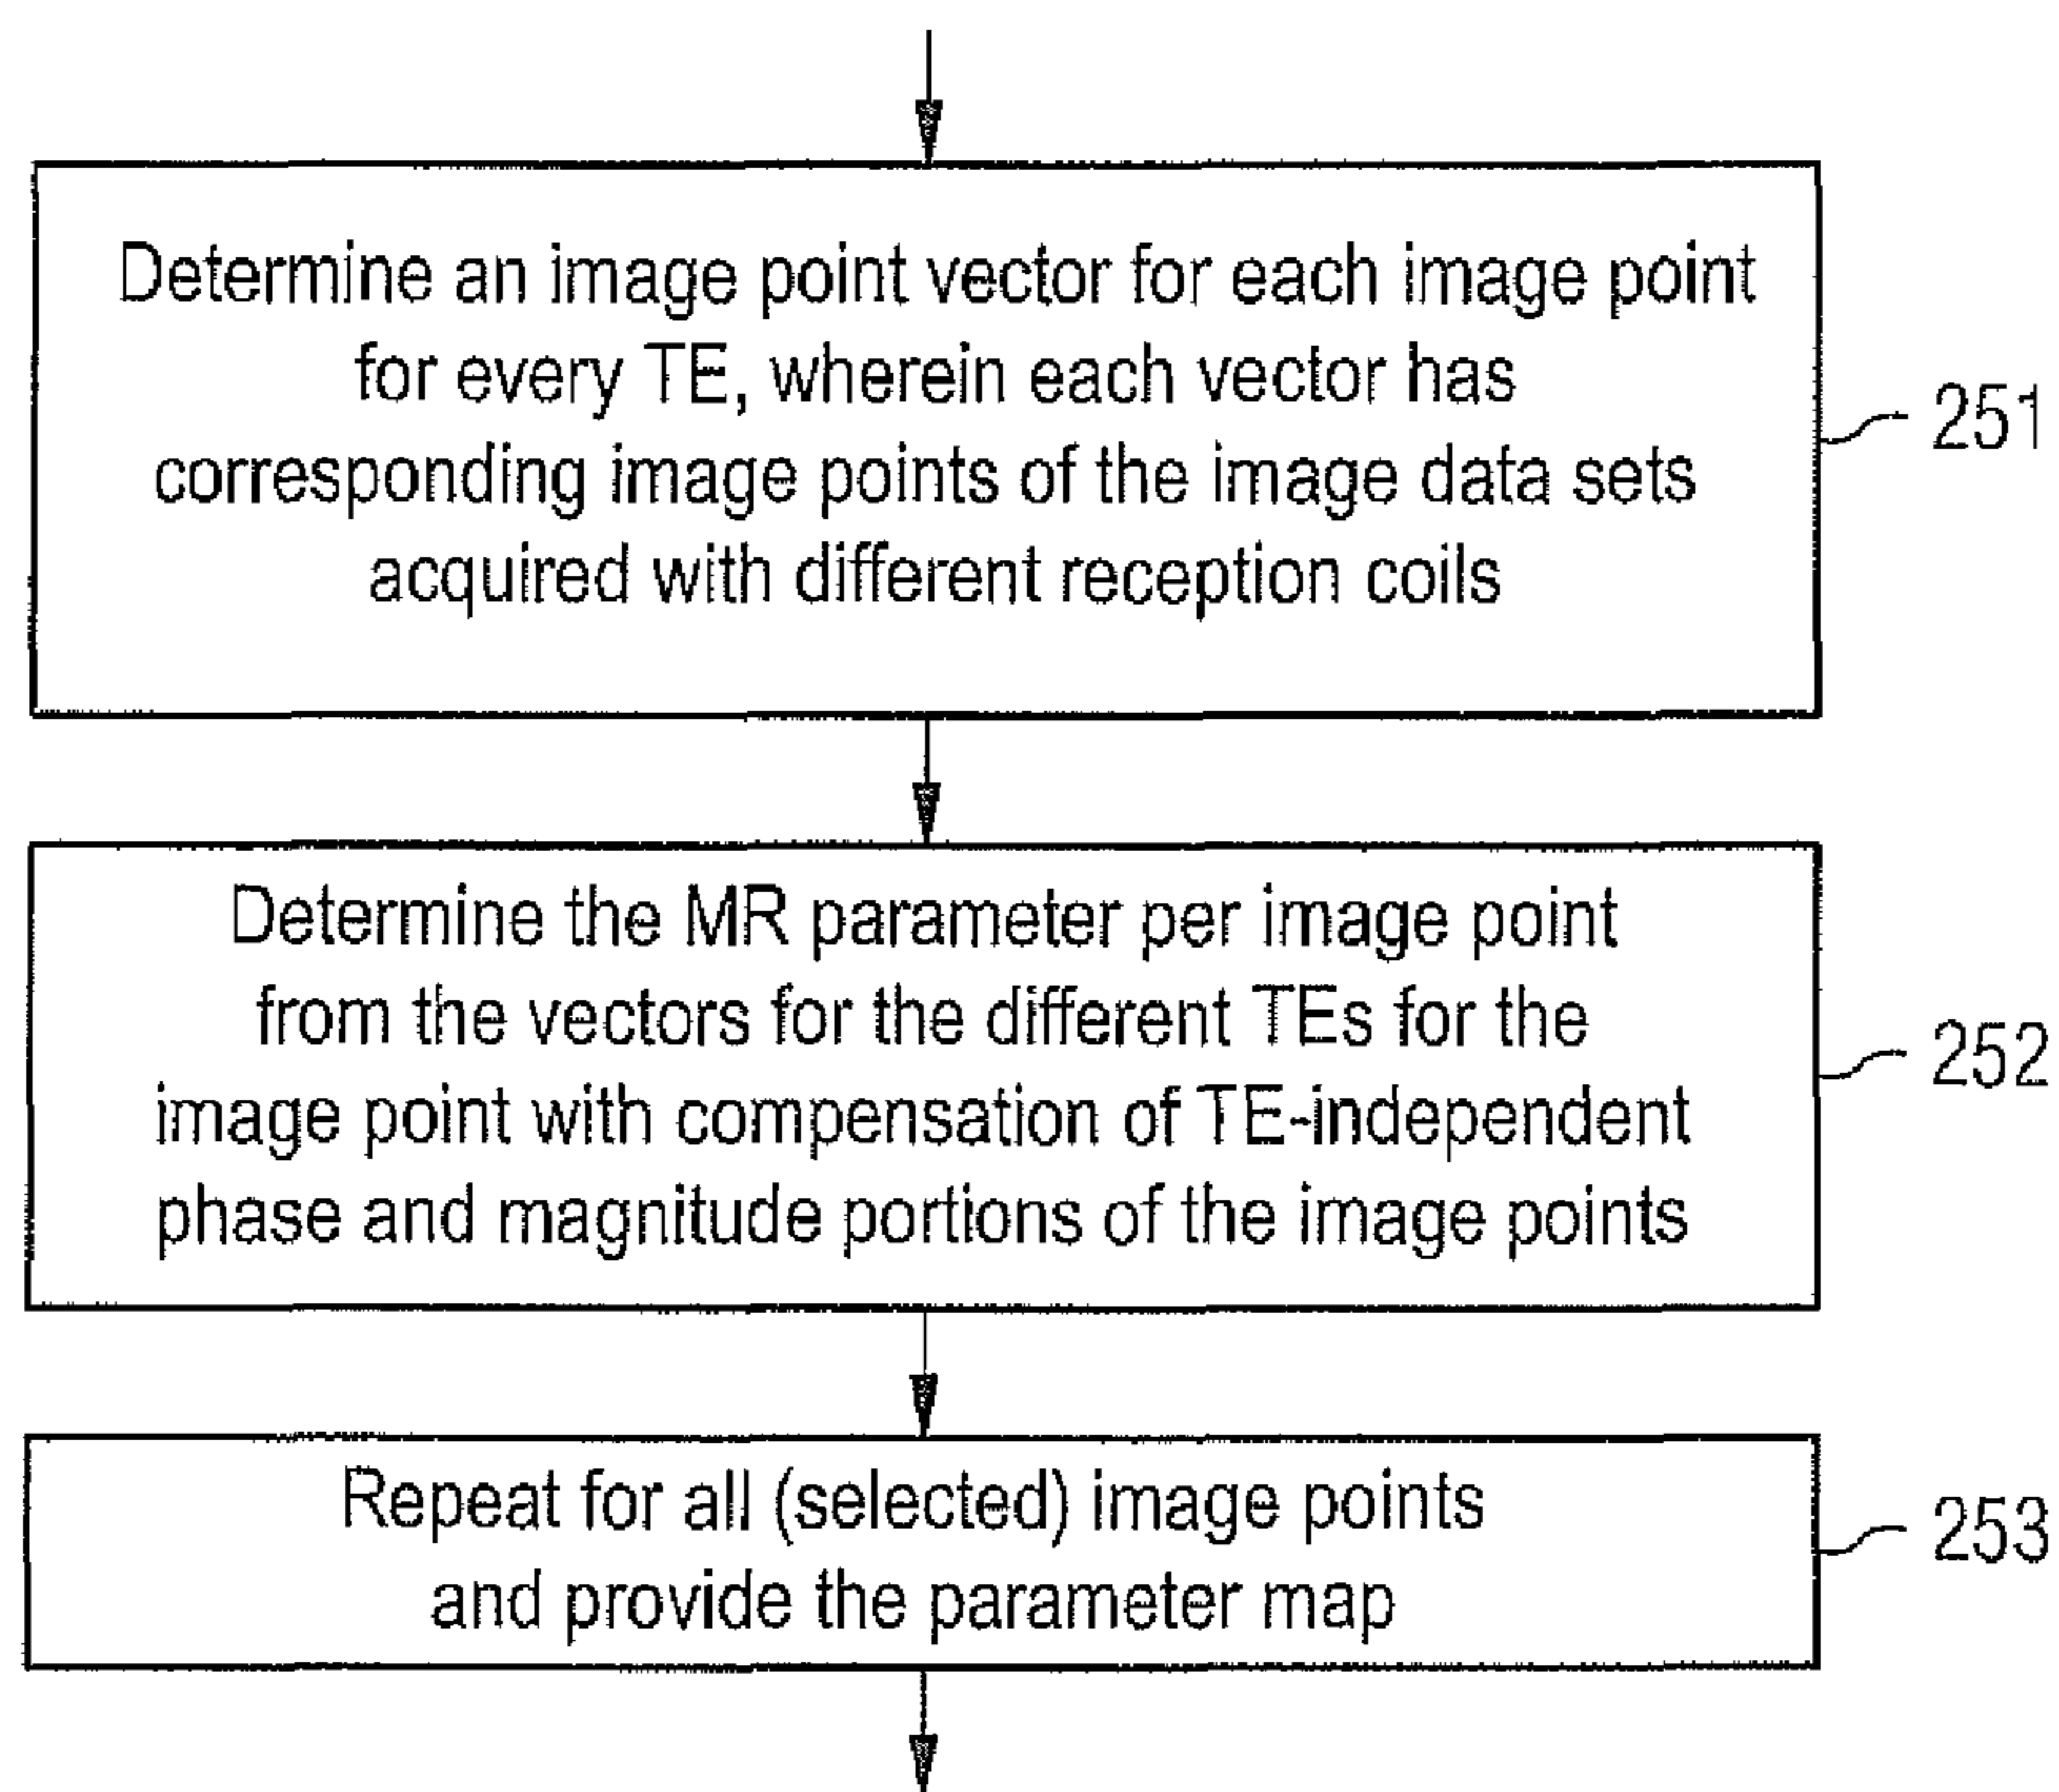 Determine an image point vector for each image point
for every TE, wherein each vector has
corresponding image points of the image data sets
acquired with different reception coils
251
Determine the MR parameter per image point
from the vectors for the different TEs for the
image point with compensation of TE-independent
phase and magnitude portions of the image points
252
Repeat for all (selected) image points
and provide the parameter map
253